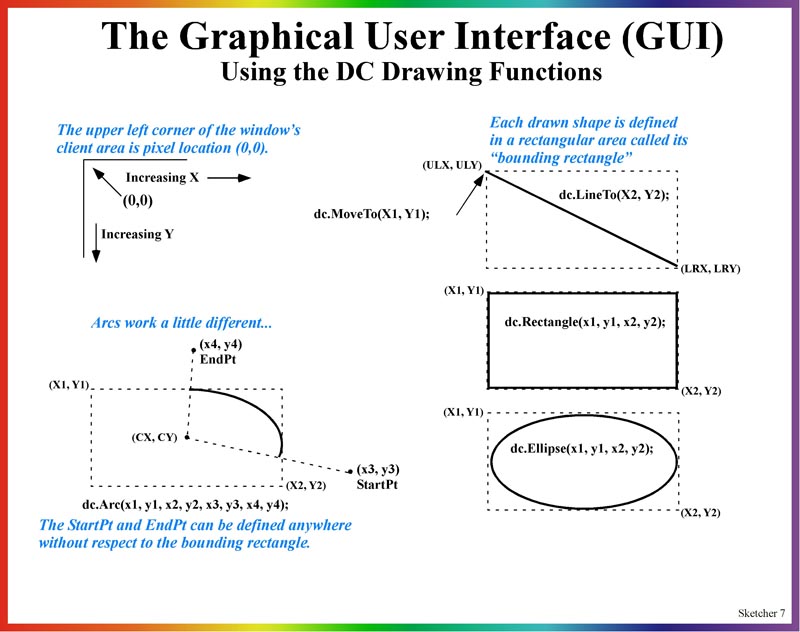 The Graphical User Interface (GUI)
Using the DC Drawing Functions
The upper left corner of the window's
client area is pixel location (0,0).
Increasing X
(0,0)
Increasing Y
Each drawn shape is defined
in a rectangular area called its
“bounding rectangle”
(ULX, ULY)
dc.LineTo(X2, Y2);
dc.MoveTo(X1, Y1);
(LRX, LRY)
(X1, Y1)
dc.Rectangle(x1, y1, x2, y2);
(X2, Y2)
(X1, Y1)
dc.Ellipse(x1, y1, x2, y2);
(X2, Y2)
Arcs work a little different...
(x4, y4)
EndPt
(X1, Y1)
(CX, CY)
(x3, y3)
StartPt
(X2, Y2)
dc.Arc(x1, y1, x2, y2, x3, y3, x4, y4);
The StartPt and EndPt can be defined anywhere
without respect to the bounding rectangle.
Sketcher 7